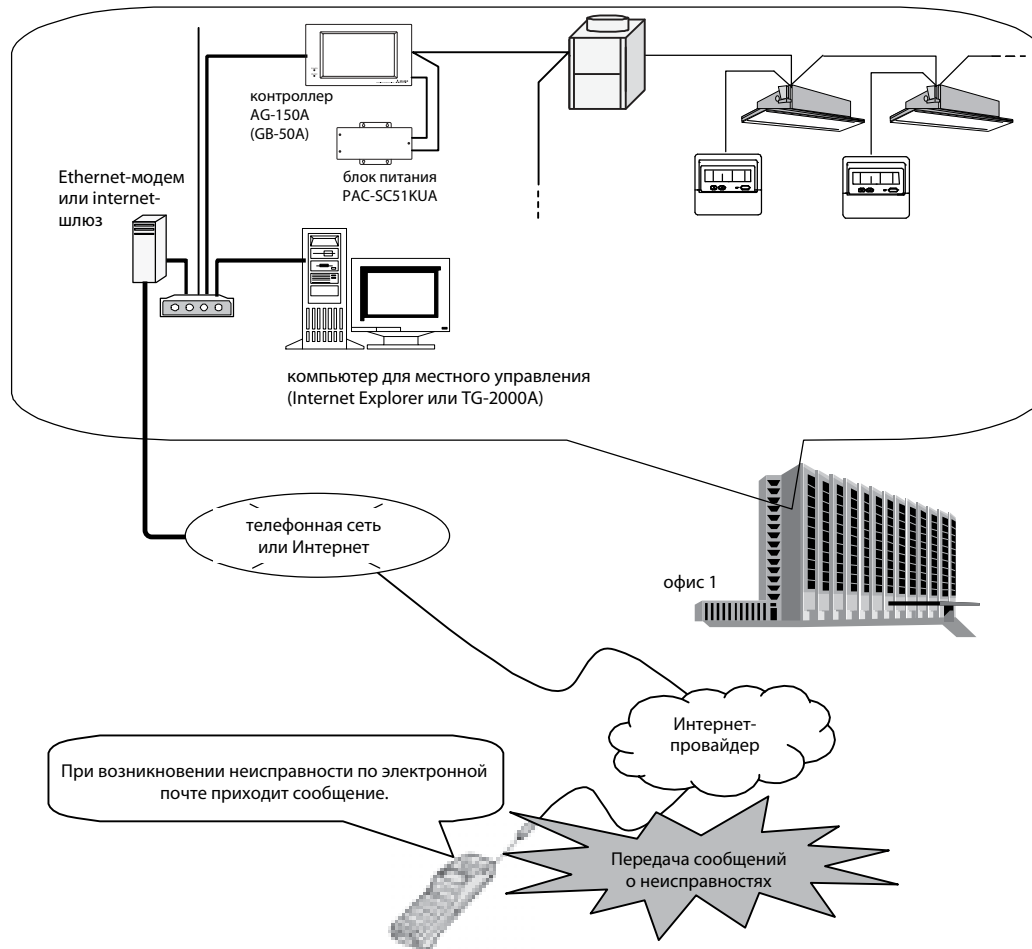 контроллер
AG-150A
(GB-50A)
блок питания
PAC-SC51KUA
Ethernet-модем
или internet-
шлюз
компьютер для местного управления
(Internet Explorer или TG-2000A)
телефонная сеть
или Интернет
офис 1
Интернет-
провайдер
При возникновении неисправности по электронной
почте приходит сообщение.
Передача сообщений
о неисправностях